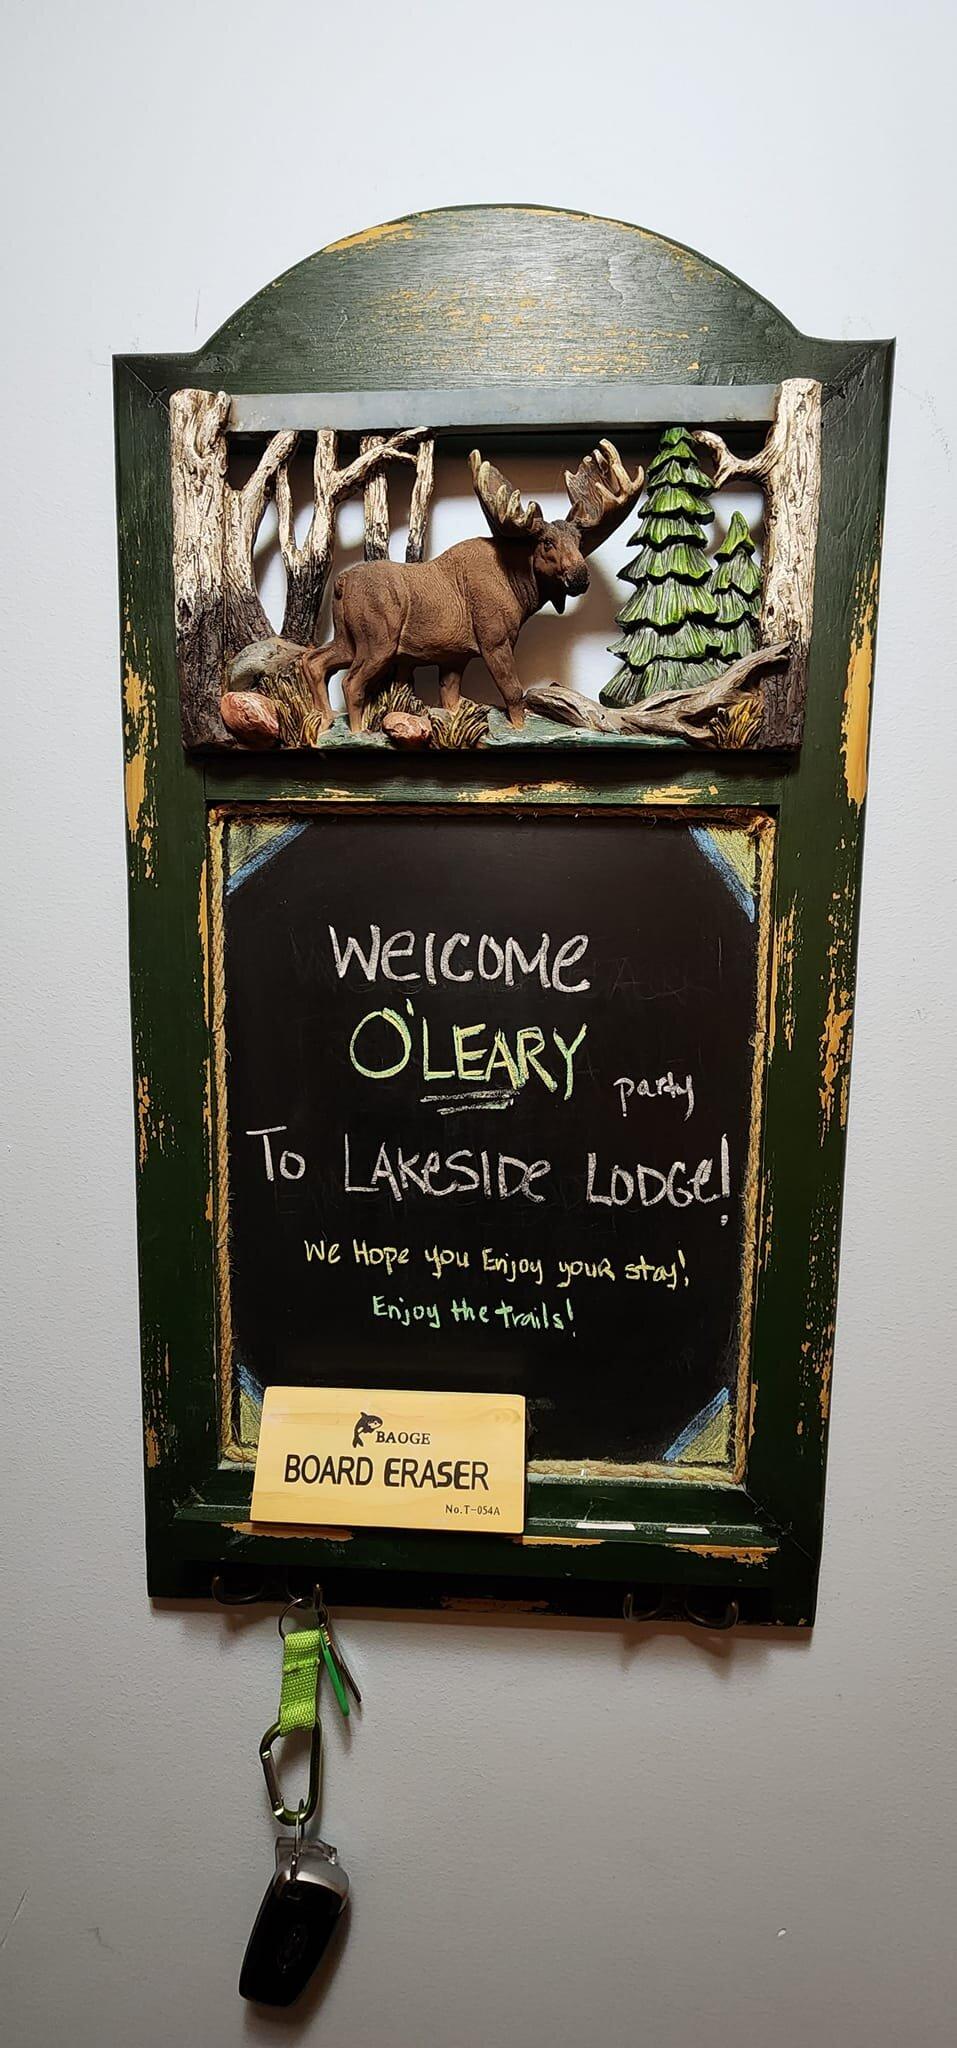 WelCOMe
O'LEARY
party
To LAKeSIDe LODGe!
We Hope you Enjoy youR stay!
Enjoy the trails!
BAOGE
BOARD ERASER
No.T-054A